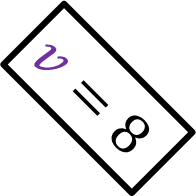 v = 8